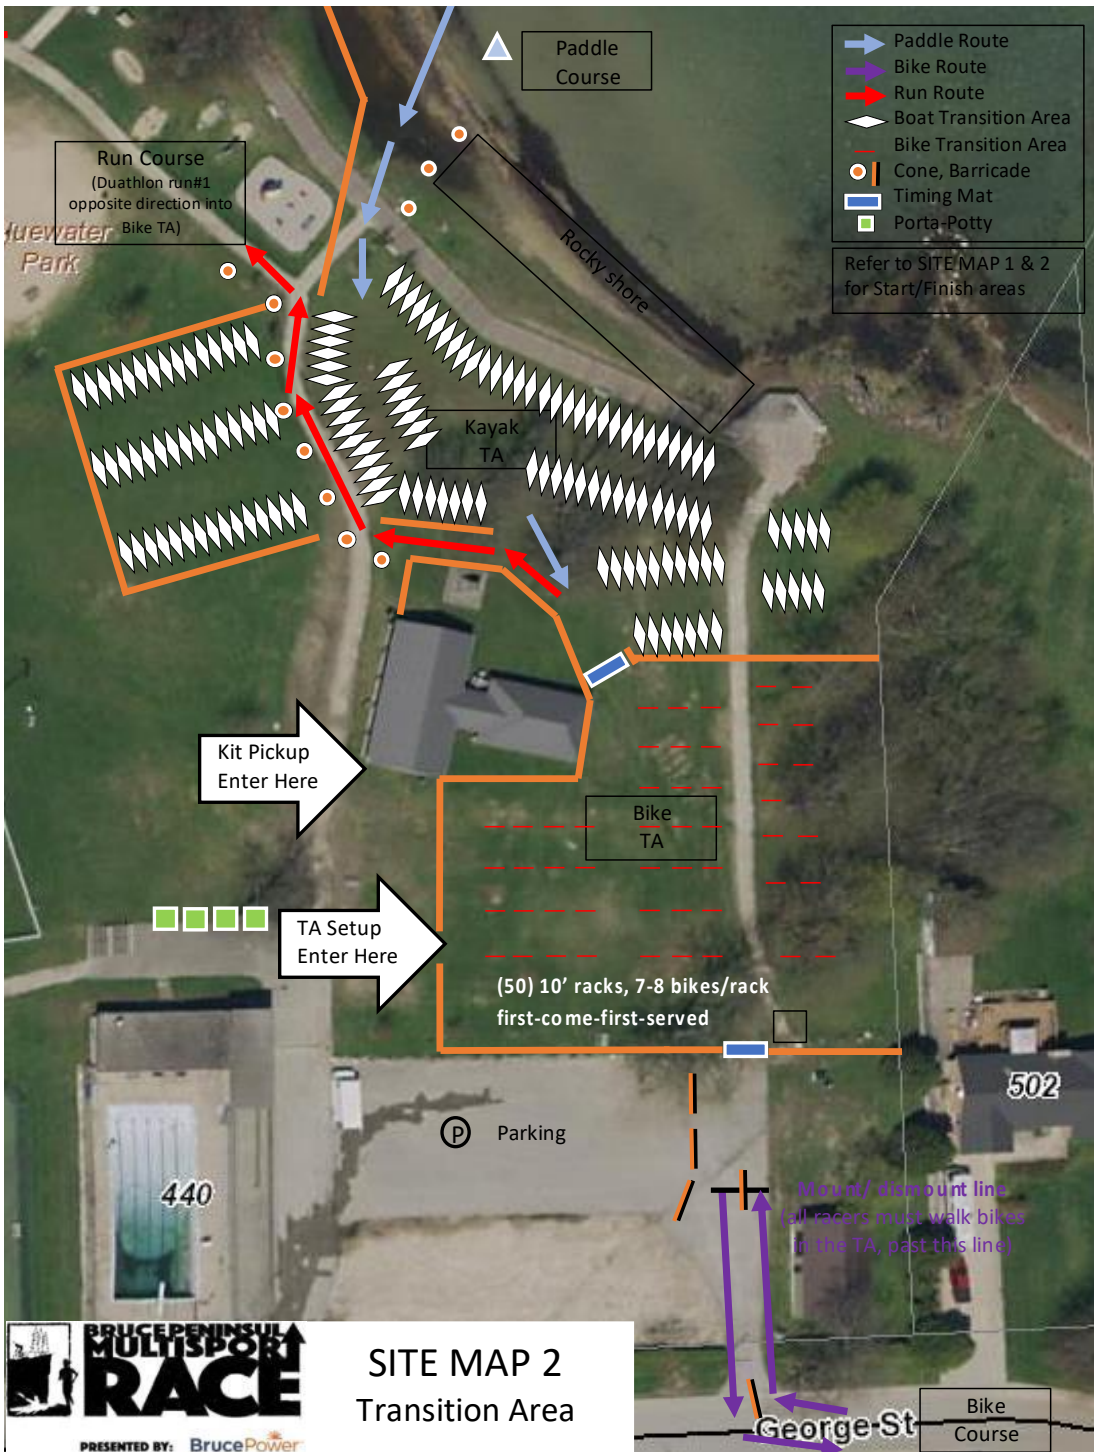 Paddle
Course
Paddle Route
Bike Route
Run Route
Boat Transition Area
Bike Transition Area
Cone, Barricade
Timing Mat
Porta-Potty
Refer to SITE MAP 1 & 2
for Start/Finish areas
Run Course
(Duathlon run#1
opposite direction into
Bike TA)
luewater
Park
Rocky shore
Kayak
TA
Kit Pickup
Enter Here
Bike
TA
TA Setup
Enter Here
(50) 10’ racks, 7-8 bikes/rack
first-come-first-served
502
P Parking
440
Mount/ dismount line
(all racers must walk bikes
in the TA, past this line)
BRUCE PENINSULA
MULTISPORT
RACE
PRESENTED BY: BrucePower
SITE MAP 2
Transition Area
George St
Bike
Course